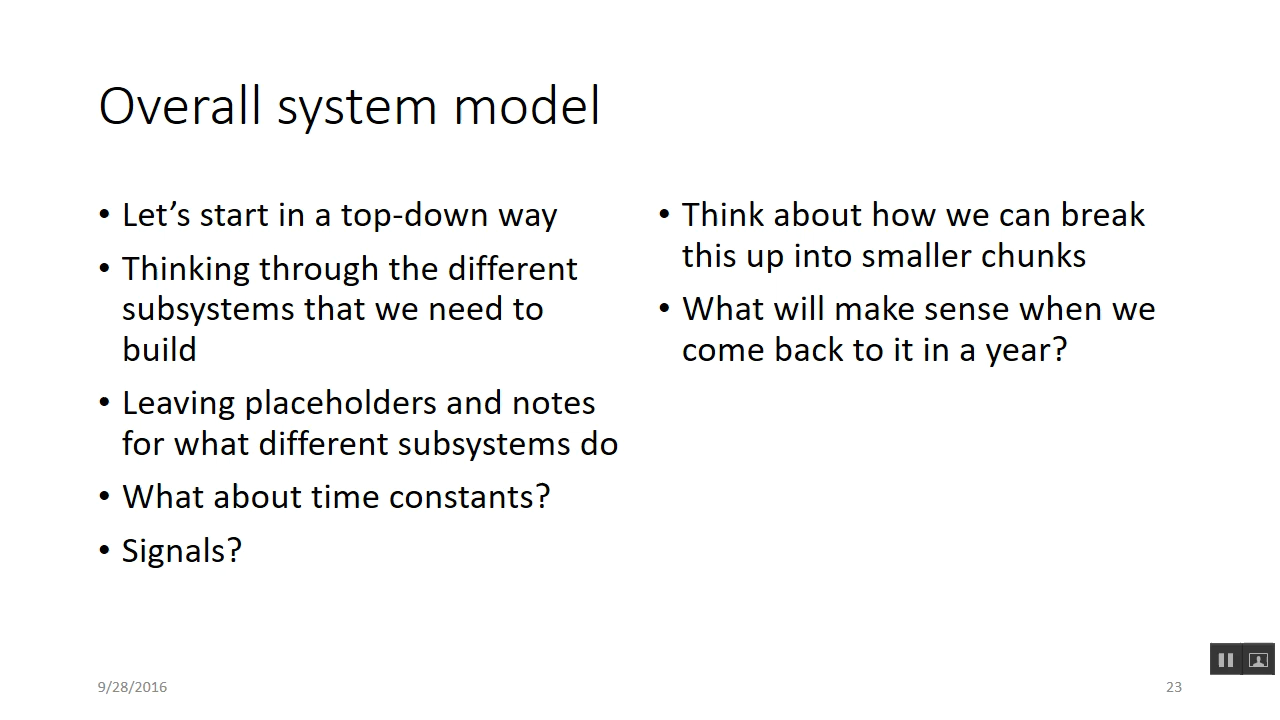 Overall system model
• Let’s start in a top-down way
• Thinking through the different
subsystems that we need to
build
• Leaving placeholders and notes
for what different subsystems do
• What about time constants?
• Signals?
• Think about how we can break
this up into smaller chunks
• What will make sense when we
come back to it in a year?
9/28/2016
23